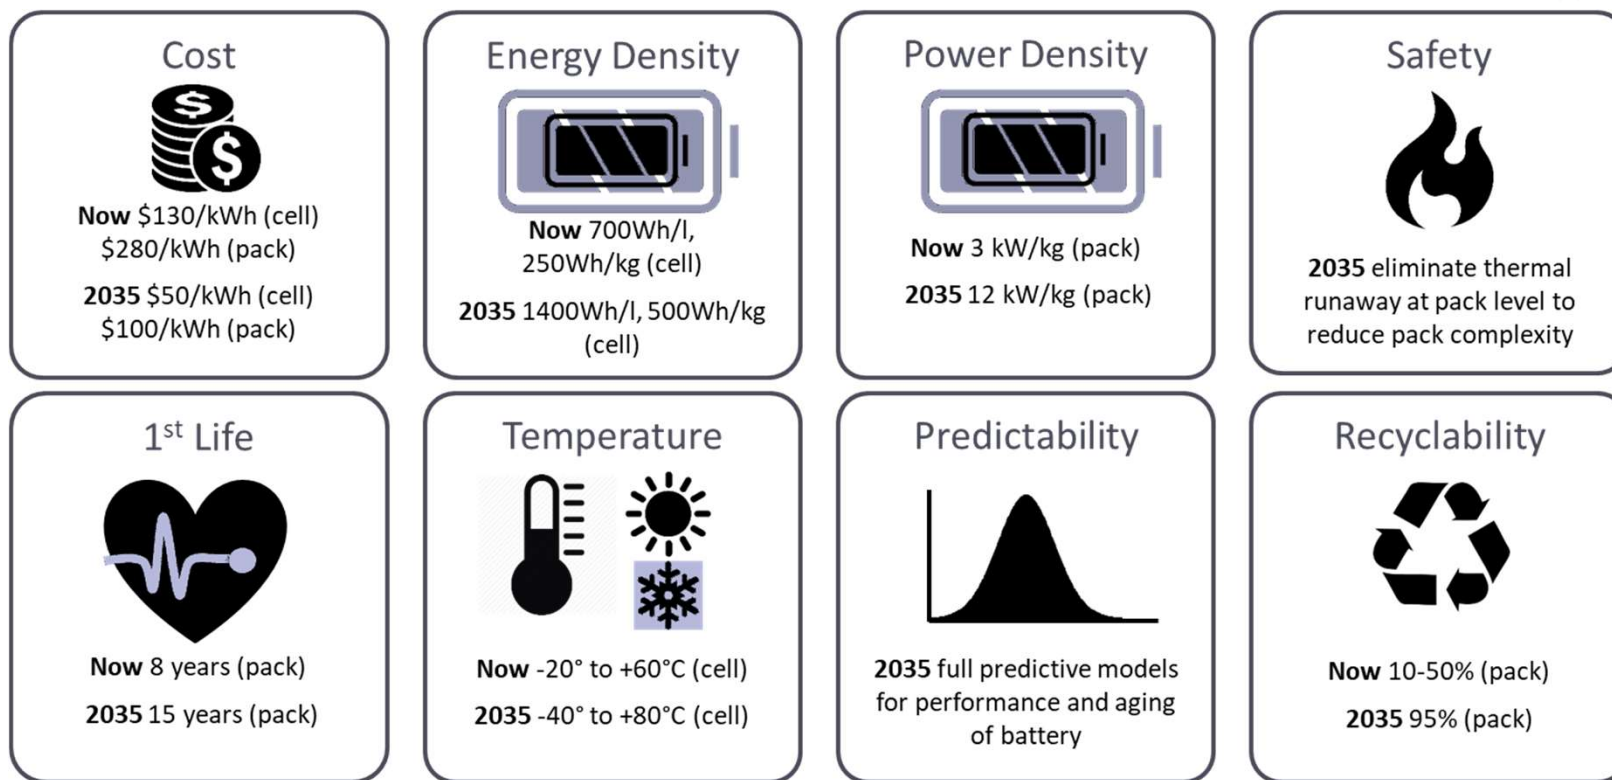 Cost
$
$
Now $130/kWh (cell)
$280/kWh (pack)
2035 $50/kWh (cell)
$100/kWh (pack)
Energy Density
Now 700Wh/l,
250Wh/kg (cell)
2035 1400Wh/l, 500Wh/kg
(cell)
Power Density
Now 3 kW/kg (pack)
2035 12 kW/kg (pack)
Safety
2035 eliminate thermal
runaway at pack level to
reduce pack complexity
1st Life
Now 8 years (pack)
2035 15 years (pack)
Temperature
Now -20° to +60°C (cell)
2035 -40° to +80°C (cell)
Predictability
2035 full predictive models
for performance and aging
of battery
Recyclability
Now 10-50% (pack)
2035 95% (pack)